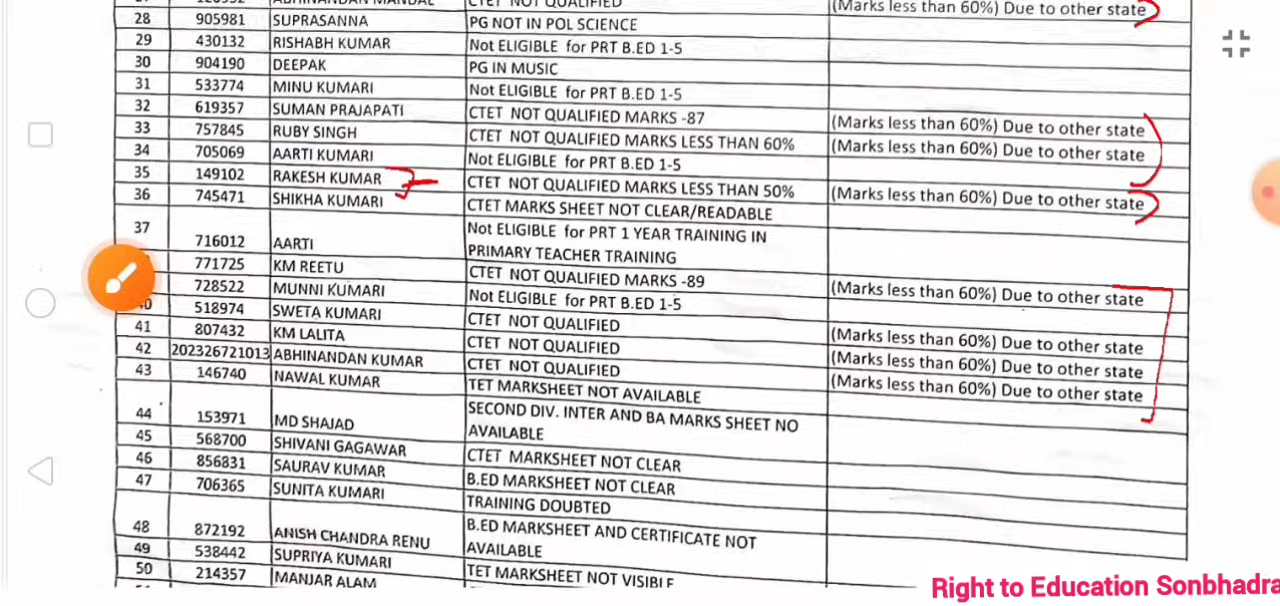 ABHINANDAN MANDAL CTET NOT QUALIFIED (Marks less than 60%) Due to other state
28 905981 SUPRASANNA PG NOT IN POL SCIENCE
29 430132 RISHABH KUMAR Not ELIGIBLE for PRT B.ED 1-5
30 904190 DEEPAK PG IN MUSIC
31 533774 MINU KUMARI Not ELIGIBLE for PRT B.ED 1-5
32 619357 SUMAN PRAJAPATI CTET NOT QUALIFIED MARKS -87 (Marks less than 60%) Due to other state
33 757845 RUBY SINGH CTET NOT QUALIFIED MARKS LESS THAN 60% (Marks less than 60%) Due to other state
34 705069 AARTI KUMARI Not ELIGIBLE for PRT B.ED 1-5
35 149102 RAKESH KUMAR CTET NOT QUALIFIED MARKS LESS THAN 50% (Marks less than 60%) Due to other state
36 745471 SHIKHA KUMARI CTET MARKS SHEET NOT CLEAR/READABLE
37 716012 AARTI Not ELIGIBLE for PRT 1 YEAR TRAINING IN
PRIMARY TEACHER TRAINING
771725 KM REETU CTET NOT QUALIFIED MARKS -89 (Marks less than 60%) Due to other state
728522 MUNNI KUMARI Not ELIGIBLE for PRT B.ED 1-5
40 518974 SWETA KUMARI CTET NOT QUALIFIED (Marks less than 60%) Due to other state
41 807432 KM LALITA CTET NOT QUALIFIED (Marks less than 60%) Due to other state
42 202326721013 ABHINANDAN KUMAR CTET NOT QUALIFIED (Marks less than 60%) Due to other state
43 146740 NAWAL KUMAR TET MARKSHEET NOT AVAILABLE
44 153971 MD SHAJAD SECOND DIV. INTER AND BA MARKS SHEET NO
AVAILABLE
45 568700 SHIVANI GAGAWAR CTET MARKSHEET NOT CLEAR
46 856831 SAURAV KUMAR B.ED MARKSHEET NOT CLEAR
47 706365 SUNITA KUMARI TRAINING DOUBTED
48 872192 ANISH CHANDRA RENU B.ED MARKSHEET AND CERTIFICATE NOT
AVAILABLE
49 538442 SUPRIYA KUMARI TET MARKSHEET NOT VISIBLE
50 214357 MANJAR ALAM
Right to Education Sonbhadra